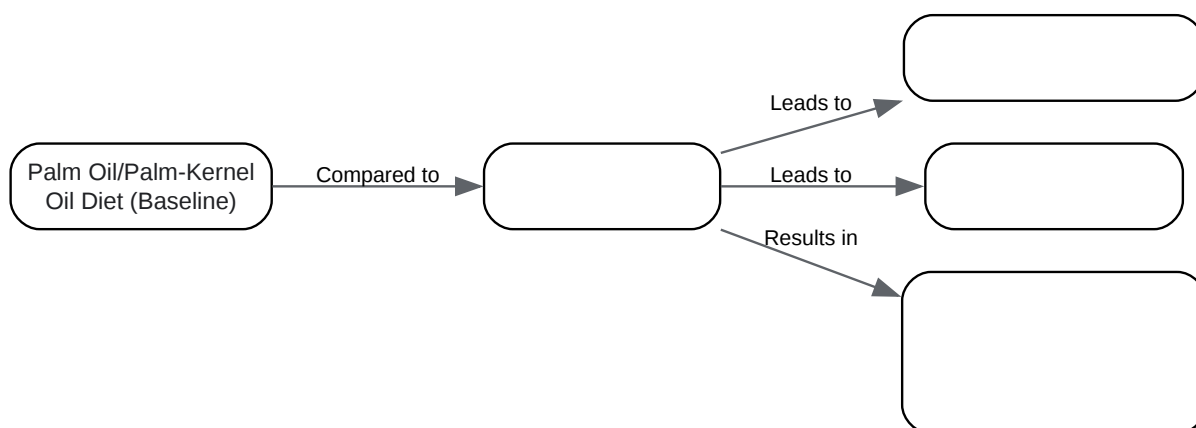 Palm Oil/Palm-Kernel
Oil Diet (Baseline)
Compared to
Leads to
Leads to
Results in